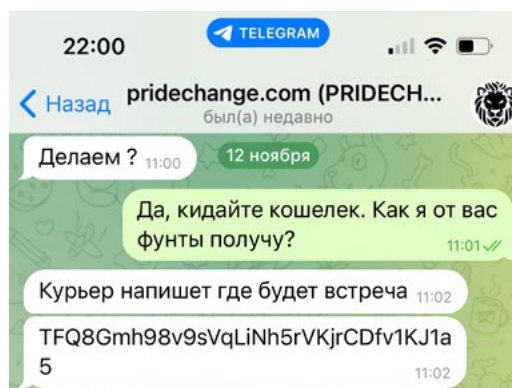 22:00
TELEGRAM
Назад
pridechange.com (PRIDECH...
был(а) недавно
Делаем ? 11:00
12 ноября
Да, кидайте кошелек. Как я от вас
фунты получу?
11:01
Курьер напишет где будет встреча 11:02
TFQ8Gmh98v9sVqLiNh5rVKjrCDfv1KJ1a
5
11:02